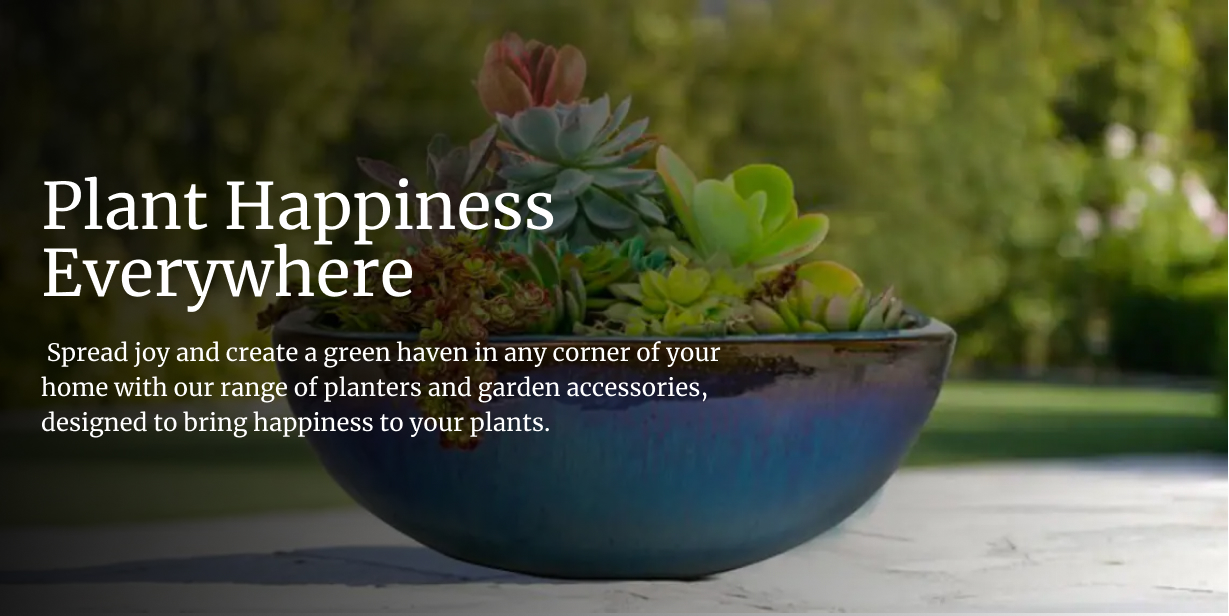 Plant Happiness
Everywhere
Spread joy and create a green haven in any corner of your
home with our range of planters and garden accessories,
designed to bring happiness to your plants.